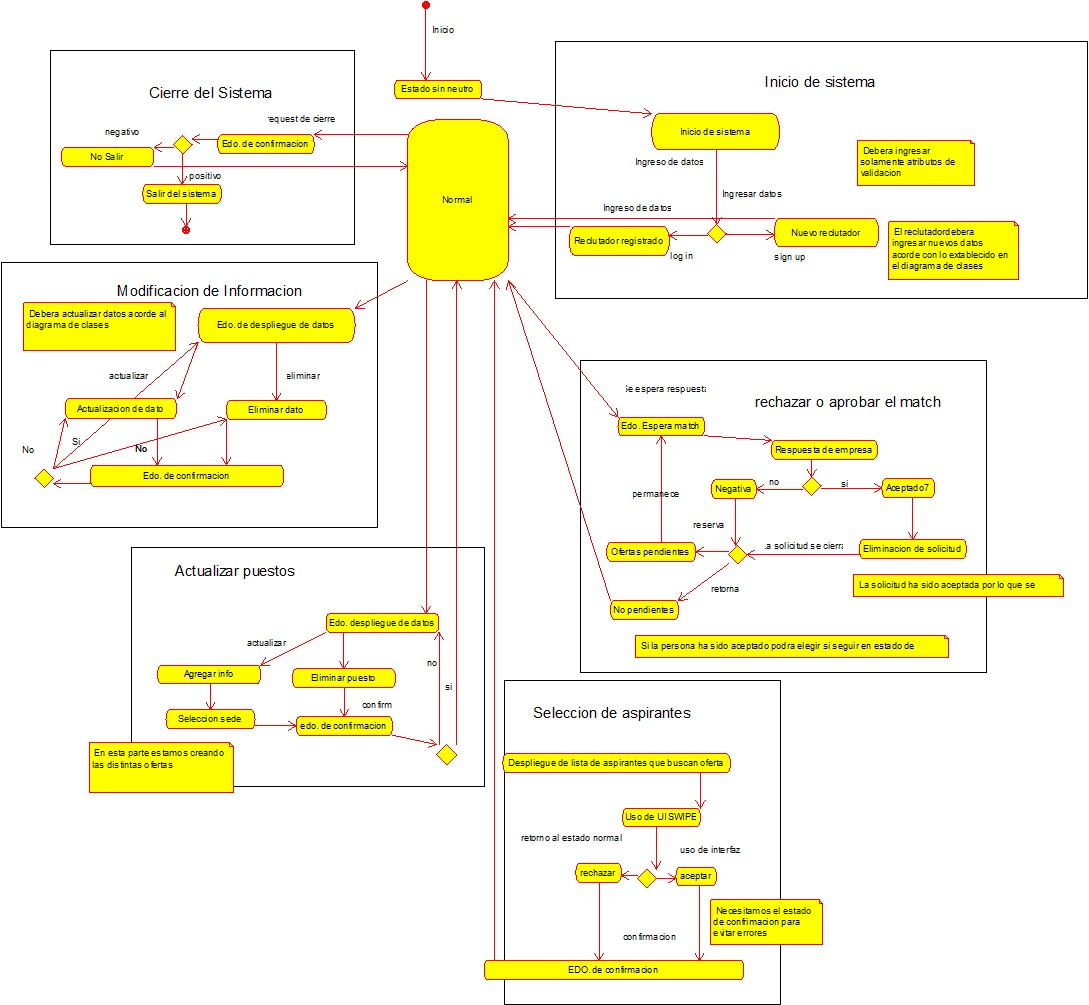 Inicio
Estado sin neutro
Cierre del Sistema
request de cierre
negativo
Edo. de confirmacion
No Salir
positivo
Salir del sistema
Normal
Inicio de sistema
Inicio de sistema
Ingreso de datos
Debera ingresar
solamente atributos de
validacion
Ingresar datos
Ingreso de datos
Reclutador registrado
Nuevo reclutador
log in
sign up
El reclutadordebera
ingresar nuevos datos
acorde con lo extablecido en
el diagrama de clases
Modificacion de Informacion
Debera actualizar datos acorde al
diagrama de clases
Edo. de despliegue de datos
actualizar
eliminar
Actualizacion de dato
Eliminar dato
No
Si
No
Edo. de confirmacion
rechazar o aprobar el match
Se espera respuesta
Edo. Espera match
Respuesta de empresa
no
si
Negativa
Aceptado7
permanece
reserva
Ofertas pendientes
La solicitud se cierra
Eliminacion de solicitud
retorna
La solicitud ha sido aceptada por lo que se
No pendientes
Si la persona ha sido aceptado podra elegir si seguir en estado de
Actualizar puestos
Edo. despliegue de datos
actualizar
no
si
Agregar info
Eliminar puesto
confirm
Seleccion sede
edo. de confirmacion
En esta parte estamos creando
las distintas ofertas
Seleccion de aspirantes
Despliegue de lista de aspirantes que buscan oferta
Uso de UI SWIPE
retorno al estado normal
uso de interfaz
rechazar
aceptar
Necesitamos el estado
de confrimacion para
evitar errores
confirmacion
EDO. de confirmacion